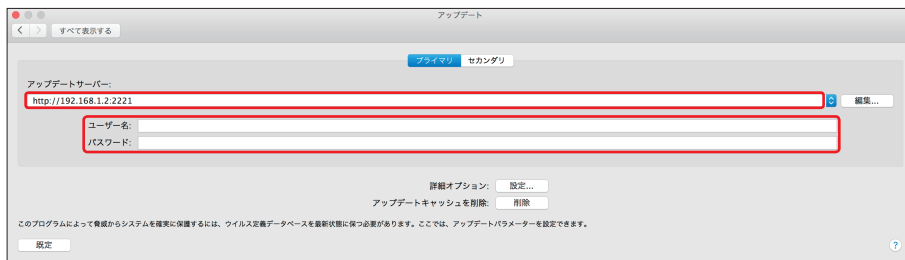 アップデート
すべて表示する
プライマリ セカンダリ
アップデートサーバー:
http://192.168.1.2:2221 編集...
ユーザー名:
パスワード:
詳細オプション: 設定...
アップデートキャッシュを削除: 削除
このプログラムによって脅威からシステムを確実に保護するには、ウイルス定義データベースを最新状態に保つ必要があります。ここでは、アップデートパラメーターを設定できます。
既定 ?